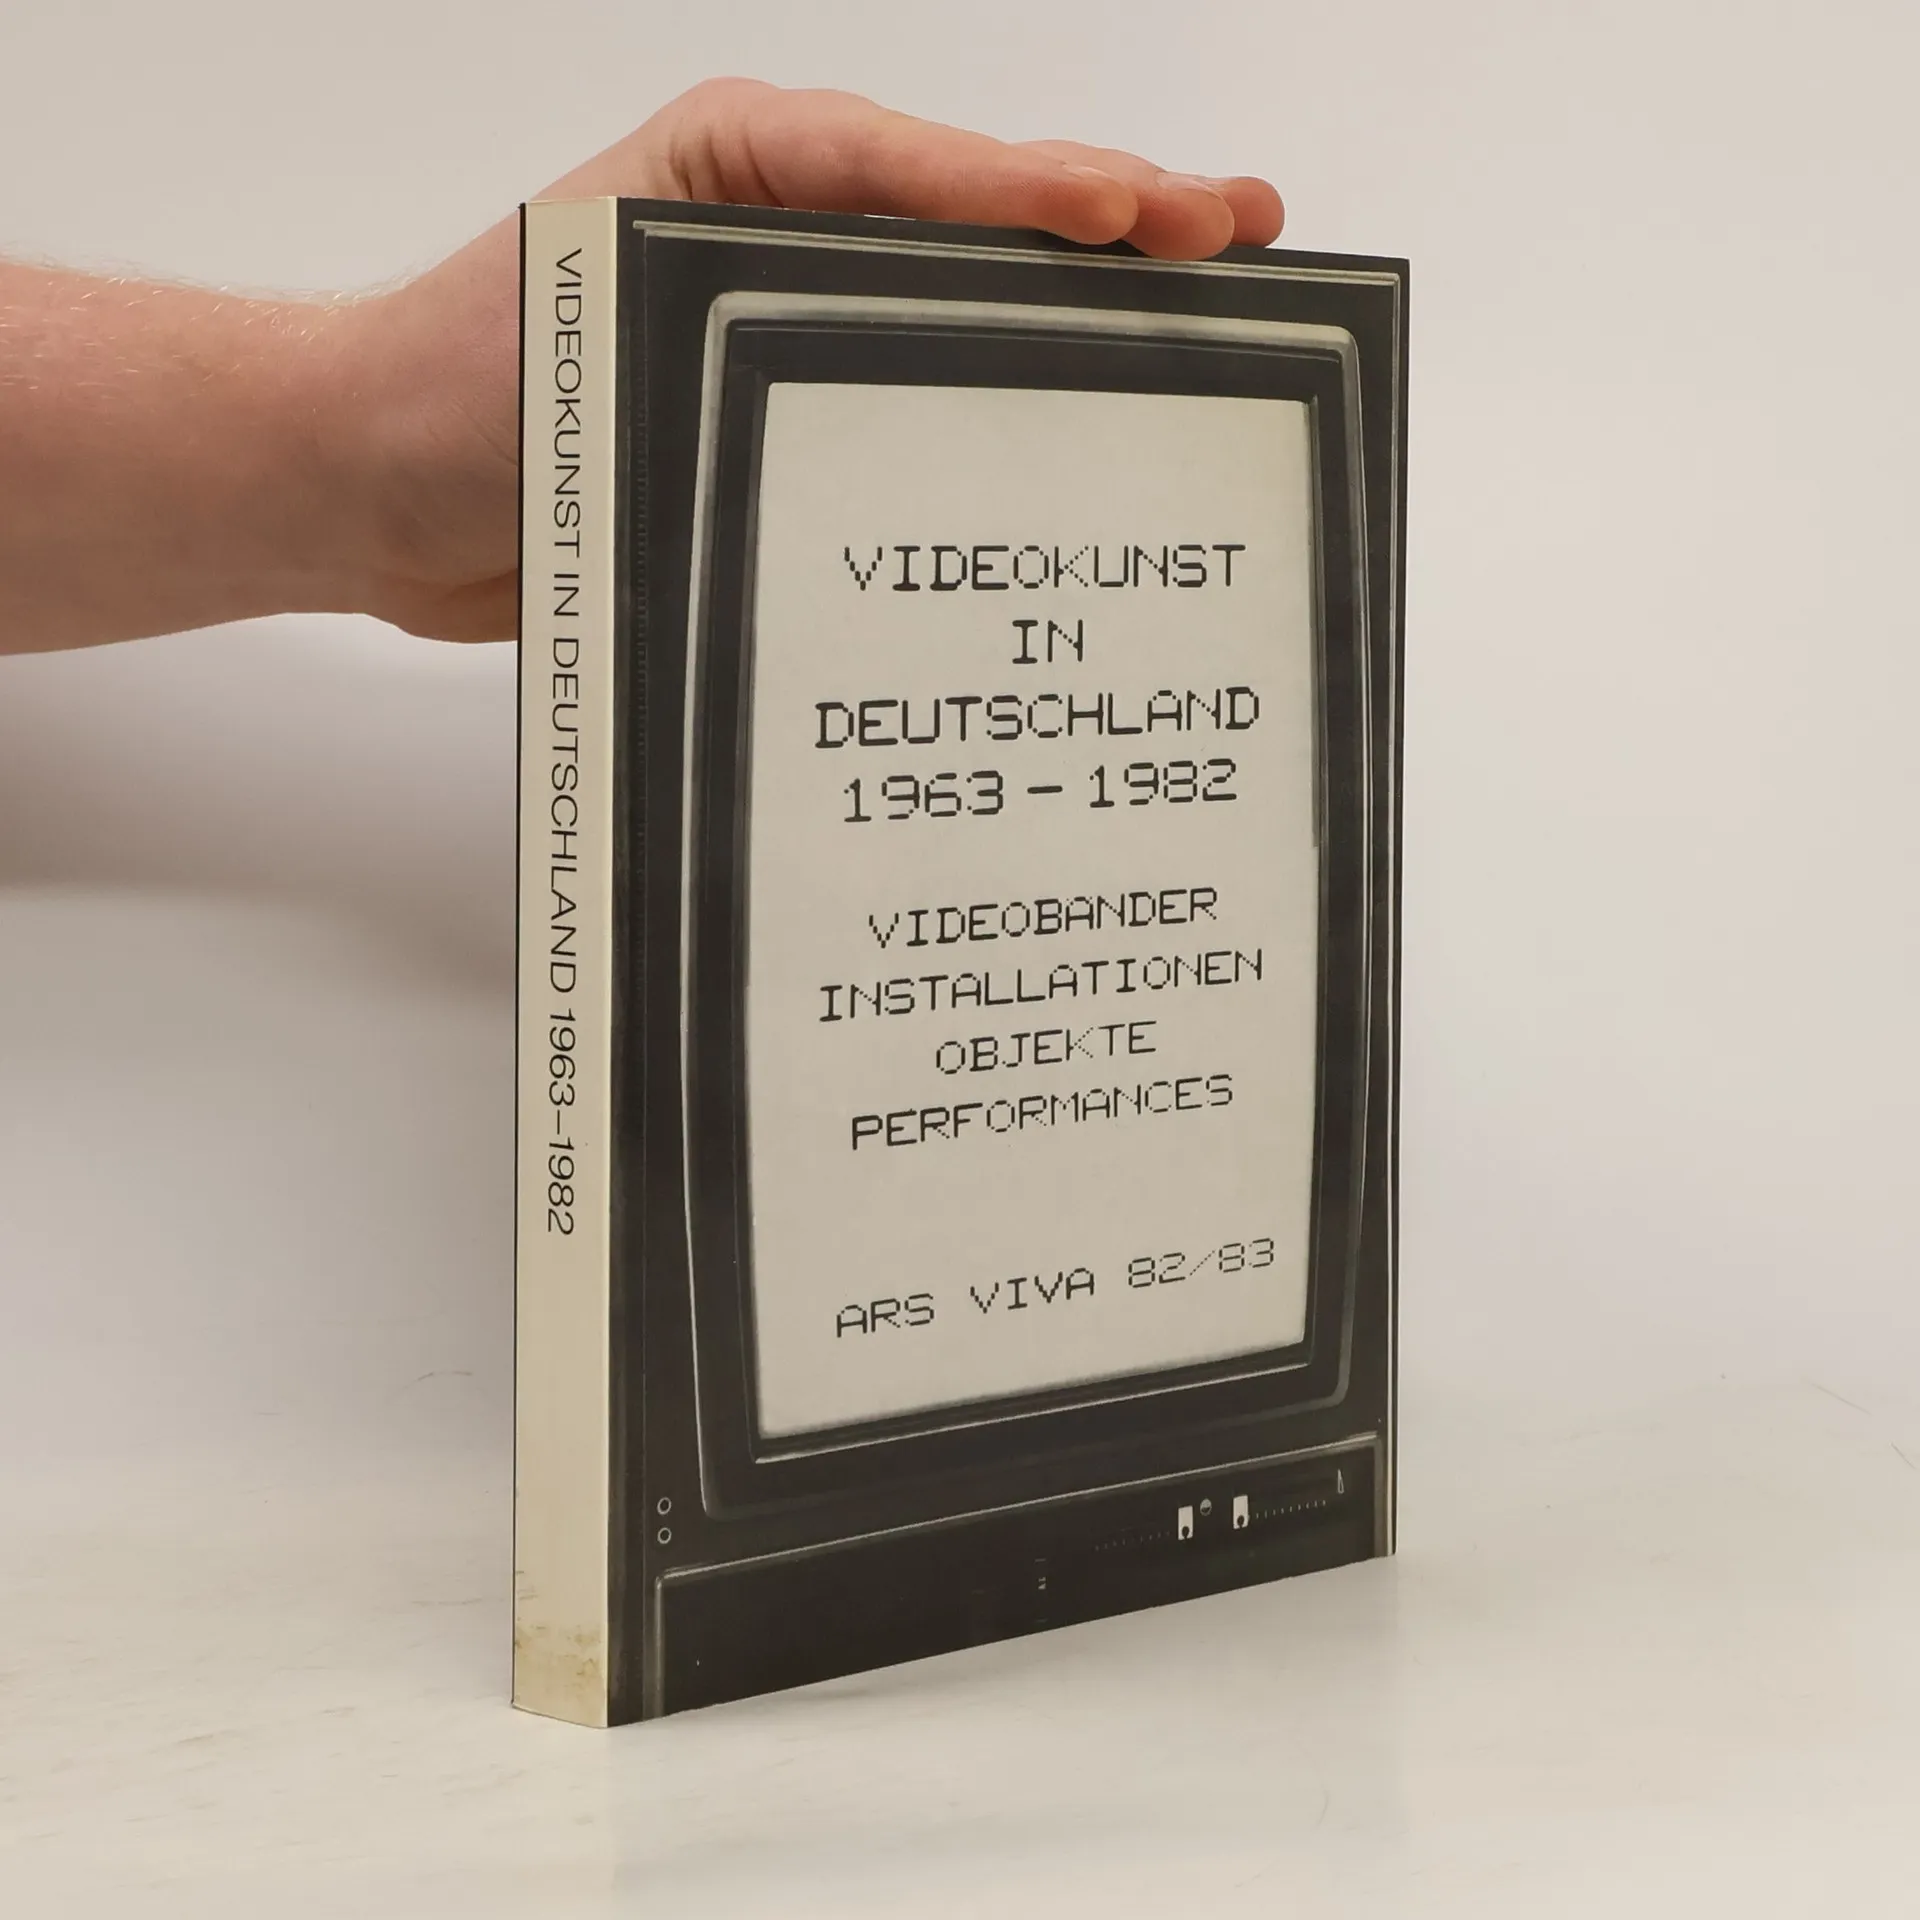 VIDEOKUNST IN DEUTSCHLAND 1963–1982
VIDEOKUNST
IN
DEUTSCHLAND
1963 – 1982
VIDEOBANDER
INSTALLATIONEN
OBJEKTE
PERFORMANCES
ARS VIVA 82/83